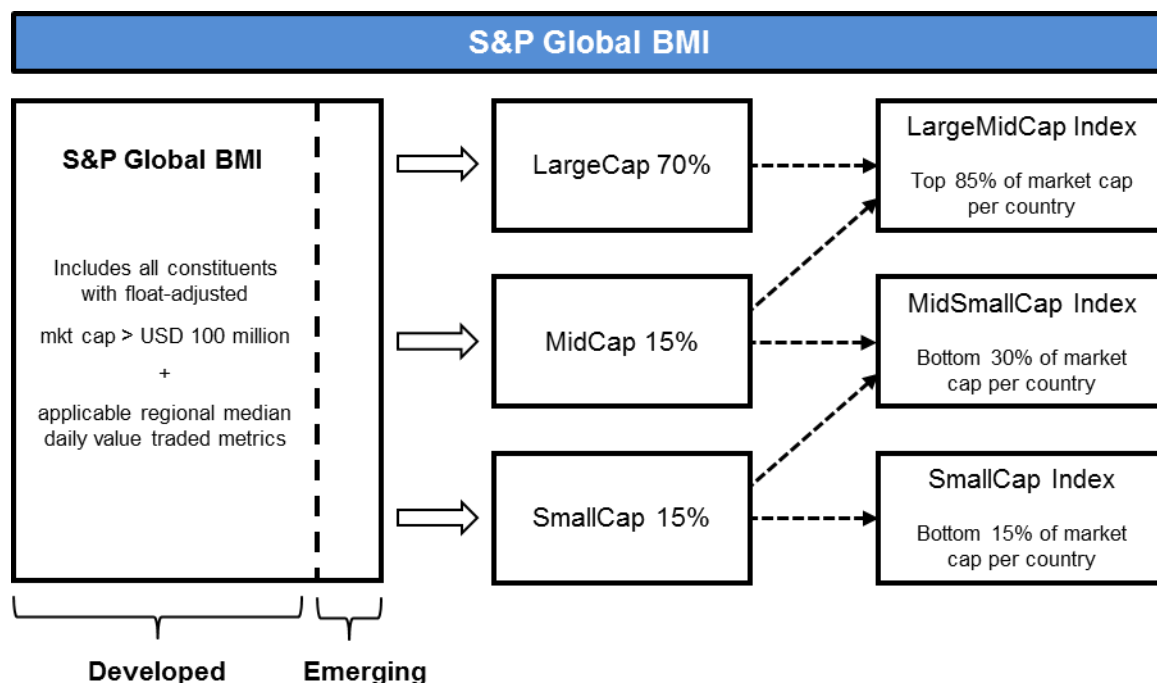 S&P Global BMI
S&P Global BMI
Includes all constituents
with float-adjusted
mkt cap > USD 100 million
+
applicable regional median
daily value traded metrics
Developed
Emerging
LargeCap 70%
MidCap 15%
SmallCap 15%
LargeMidCap Index
Top 85% of market cap
per country
MidSmallCap Index
Bottom 30% of market
cap per country
SmallCap Index
Bottom 15% of market
cap per country